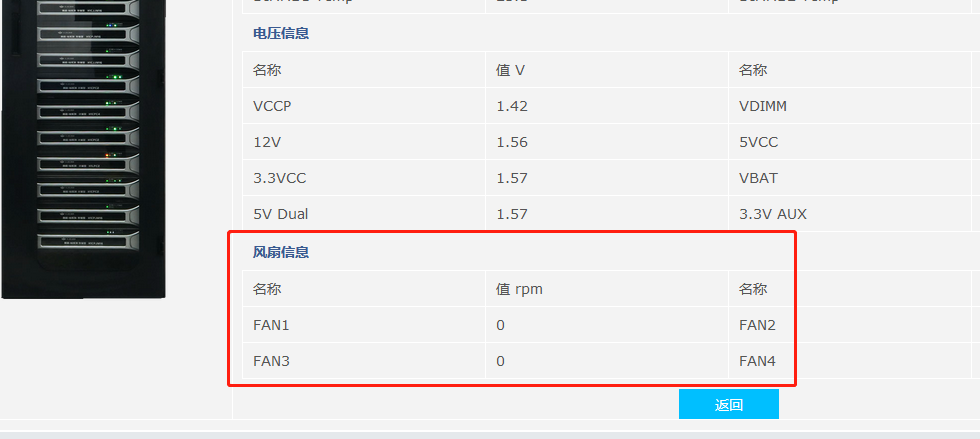 电压信息
名称 值 V 名称
VCCP 1.42 VDIMM
12V 1.56 5VCC
3.3VCC 1.57 VBAT
5V Dual 1.57 3.3V AUX
风扇信息
名称 值 rpm 名称
FAN1 0 FAN2
FAN3 0 FAN4
返回